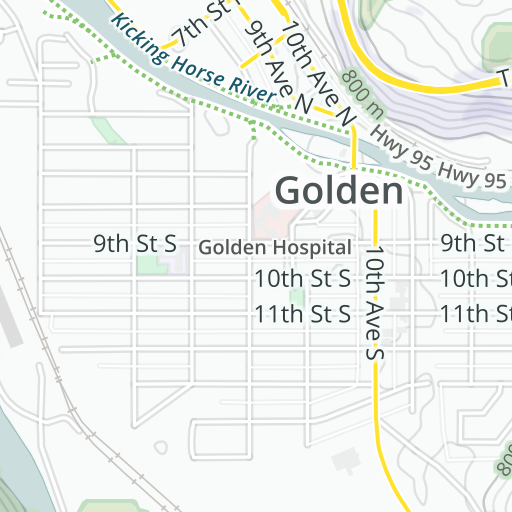 7th St S
9th Ave N
10th Ave N
Kicking Horse River
800 m
T
Hwy 95 Hwy 95
Golden
9th St S
Golden Hospital
9th St
10th St S
10th St
11th St S
11th St
10th Ave S
800